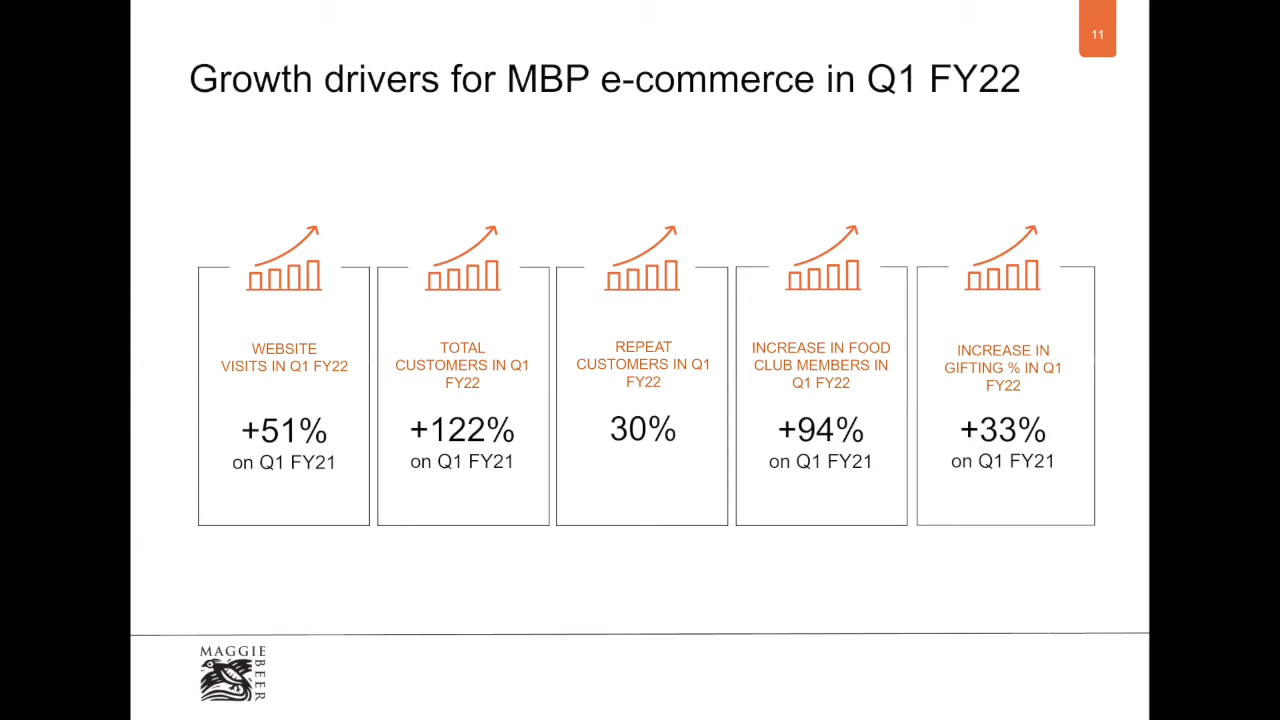 11
Growth drivers for MBP e-commerce in Q1 FY22
WEBSITE
VISITS IN Q1 FY22
+51%
on Q1 FY21
TOTAL
CUSTOMERS IN Q1
FY22
+122%
on Q1 FY21
REPEAT
CUSTOMERS IN Q1
FY22
30%
INCREASE IN FOOD
CLUB MEMBERS IN
Q1 FY22
+94%
on Q1 FY21
INCREASE IN
GIFTING % IN Q1
FY22
+33%
on Q1 FY21
MAGGIE
BEER